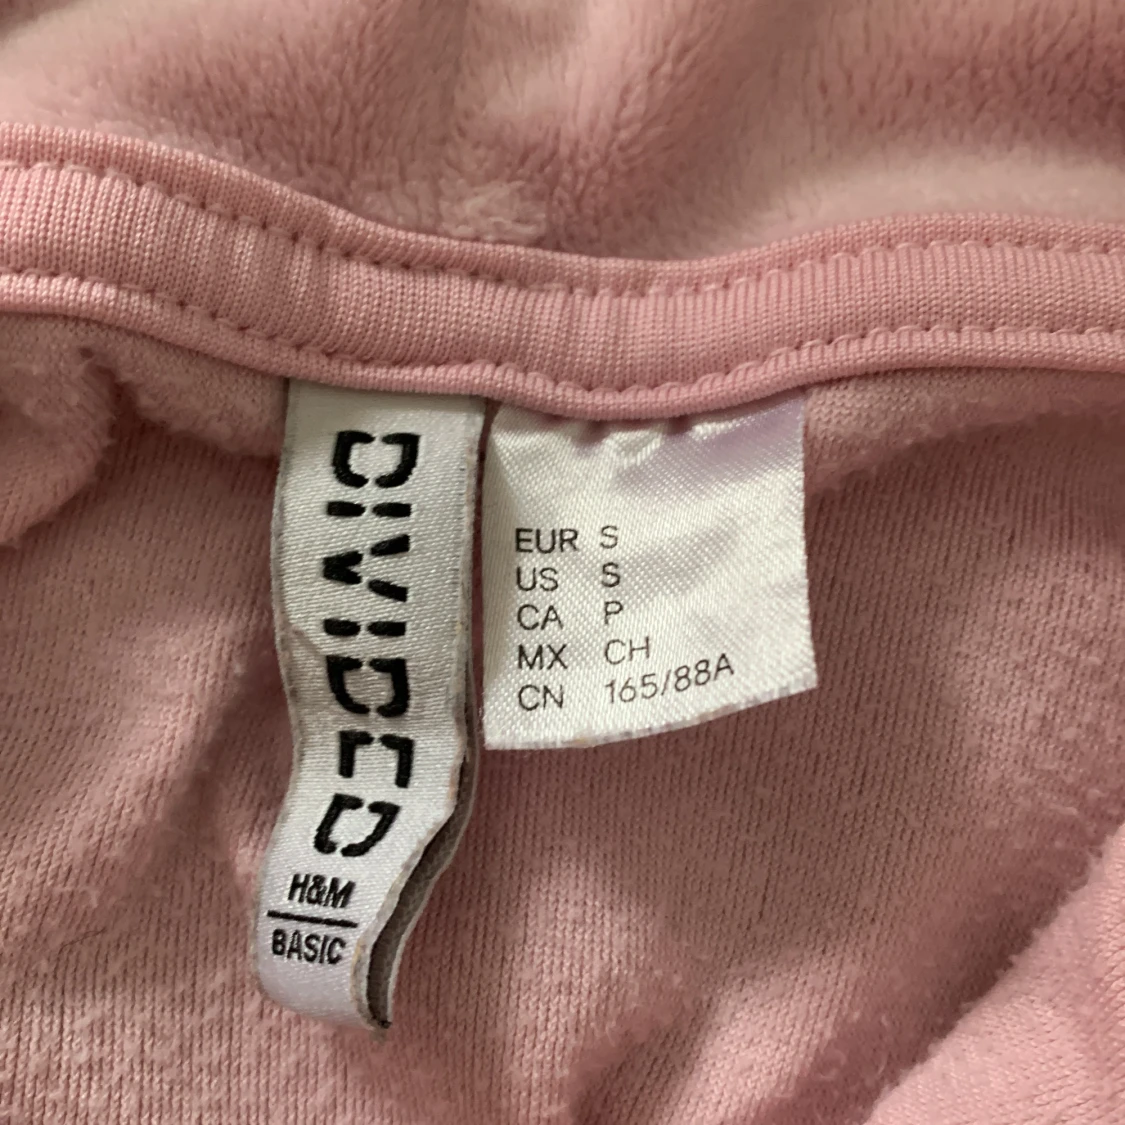 DIVIDED
H&M
BASIC
EUR S
US S
CA P
MX CH
CN 165/88A